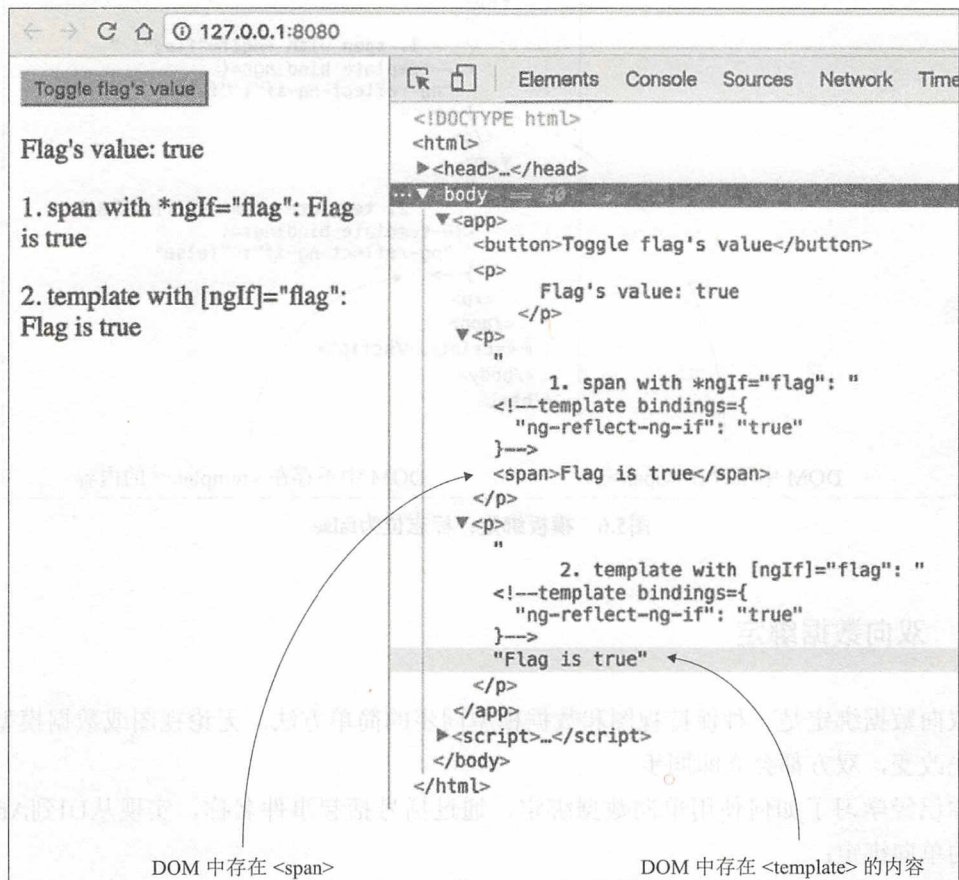 127.0.0.1:8080
Toggle flag's value
Flag's value: true
1. span with *ngIf="flag": Flag
is true
2. template with [ngIf]="flag":
Flag is true
Elements Console Sources Network Time
<!DOCTYPE html>
<html>
▶<head>…</head>
…▼ body == $0
▼<app>
<button>Toggle flag's value</button>
<p>
Flag's value: true
</p>
▼<p>
"
1. span with *ngIf="flag": "
<!--template bindings={
"ng-reflect-ng-if": "true"
}-->
<span>Flag is true</span>
</p>
▼<p>
"
2. template with [ngIf]="flag": "
<!--template bindings={
"ng-reflect-ng-if": "true"
}-->
"Flag is true"
</p>
</app>
▶<script>…</script>
</body>
</html>
DOM 中存在 <span>
DOM 中存在 <template> 的内容